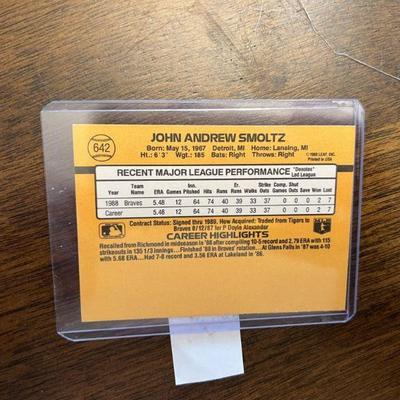 642
JOHN ANDREW SMOLTZ
Born: May 15, 1967 Detroit, MI Home: Lansing, MI
Ht.: 6'3" Wgt.: 185 Bats: Right Throws: Right
© 1988 LEAF, INC.
Printed in USA
RECENT MAJOR LEAGUE PERFORMANCE
*Denotes
Led League
Year Team Name ERA Games Innings Pitched Hits Runs Er. Runs Walks Strike Outs Comp. Games Shut Outs Saves Won Lost
1988 Braves 5.48 12 64 74 40 39 33 37 0 0 0 2 7
Career 5.48 12 64 74 40 39 33 37 0 0 0 2 7
Contract Status: Signed thru 1989. How Acquired: Traded from Tigers to
Braves 8/12/87 for P Doyle Alexander
CAREER HIGHLIGHTS
Recalled from Richmond in midseason in '88 after compiling 10-5 record and 2.79 ERA with 115
strikeouts in 135 1/3 innings...Finished '88 in Braves' rotation...At Glens Falls in '87 was 4-10
with 5.68 ERA...Had 7-8 record and 3.56 ERA at Lakeland in '86.